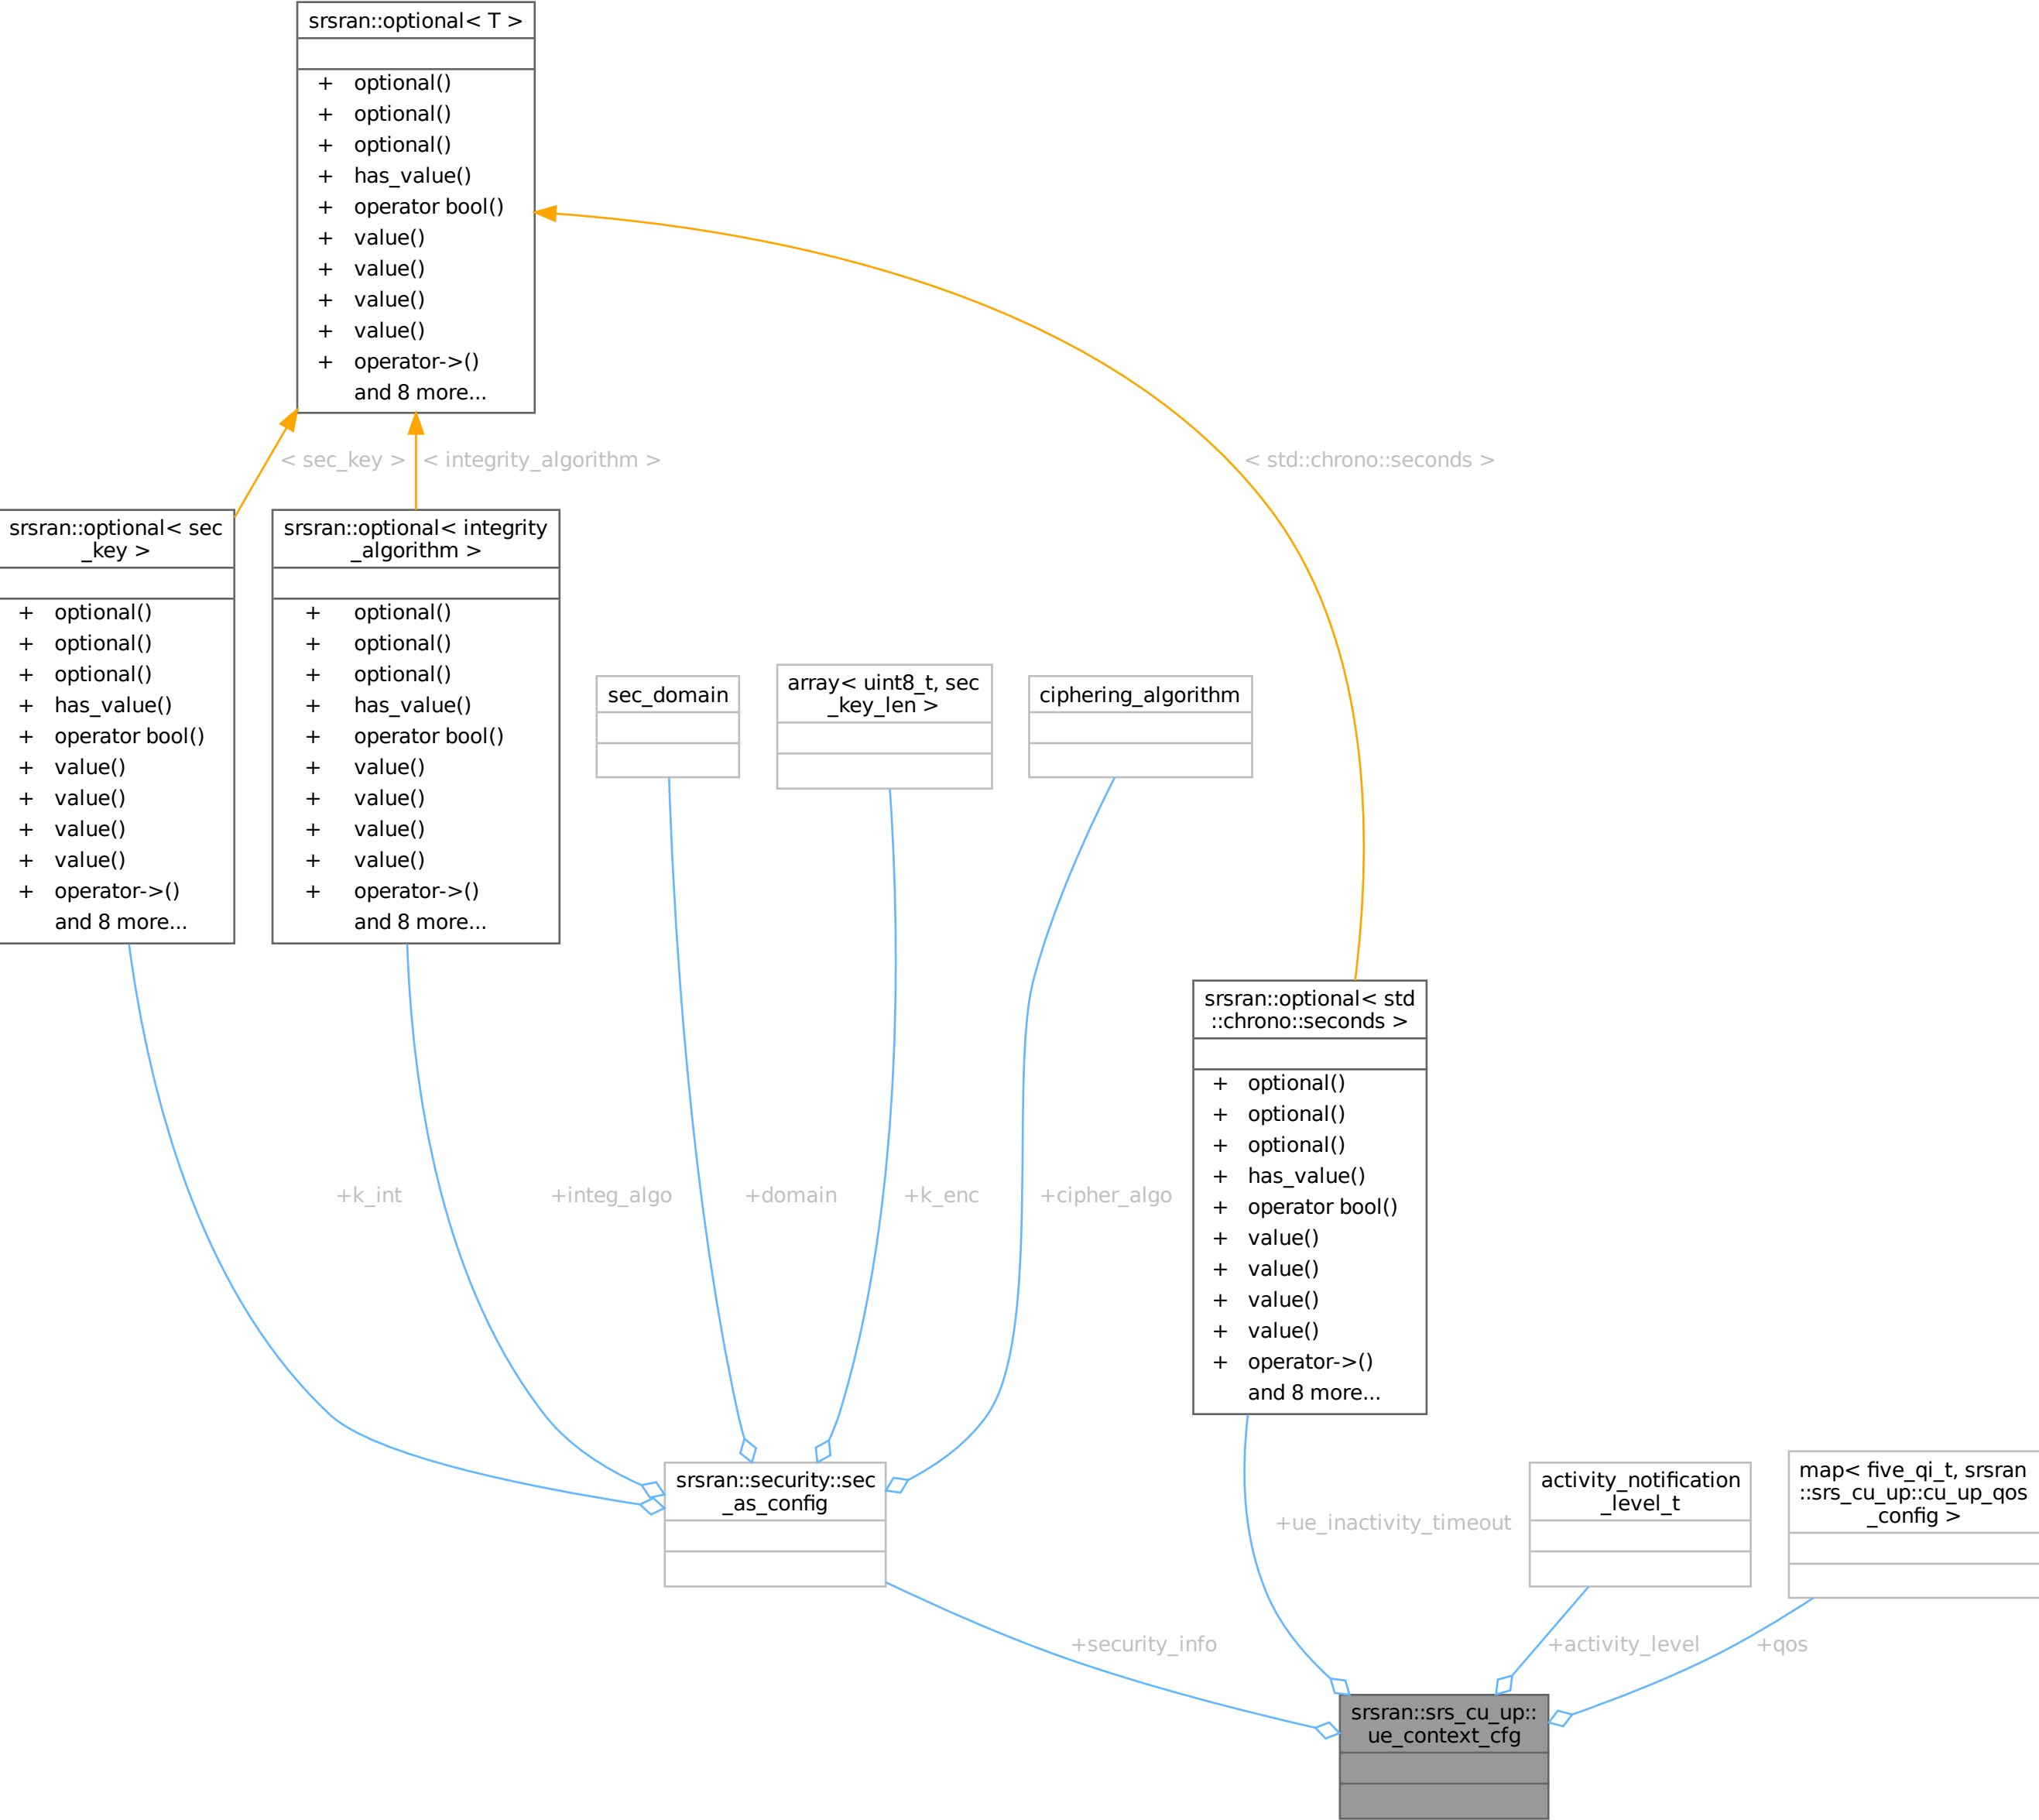 srsran::optional< T >
+ optional()
+ optional()
+ optional()
+ has_value()
+ operator bool()
+ value()
+ value()
+ value()
+ value()
+ operator->()
and 8 more...
< sec_key >
< integrity_algorithm >
< std::chrono::seconds >
srsran::optional< sec
_key >
+ optional()
+ optional()
+ optional()
+ has_value()
+ operator bool()
+ value()
+ value()
+ value()
+ value()
+ operator->()
and 8 more...
srsran::optional< integrity
_algorithm >
+ optional()
+ optional()
+ optional()
+ has_value()
+ operator bool()
+ value()
+ value()
+ value()
+ value()
+ operator->()
and 8 more...
sec_domain
array< uint8_t, sec
_key_len >
ciphering_algorithm
srsran::optional< std
::chrono::seconds >
+ optional()
+ optional()
+ optional()
+ has_value()
+ operator bool()
+ value()
+ value()
+ value()
+ value()
+ operator->()
and 8 more...
+k_int
+integ_algo
+domain
+k_enc
+cipher_algo
srsran::security::sec
_as_config
+ue_inactivity_timeout
activity_notification
_level_t
map< five_qi_t, srsran
::srs_cu_up::cu_up_qos
_config >
+security_info
+activity_level
+qos
srsran::srs_cu_up::
ue_context_cfg